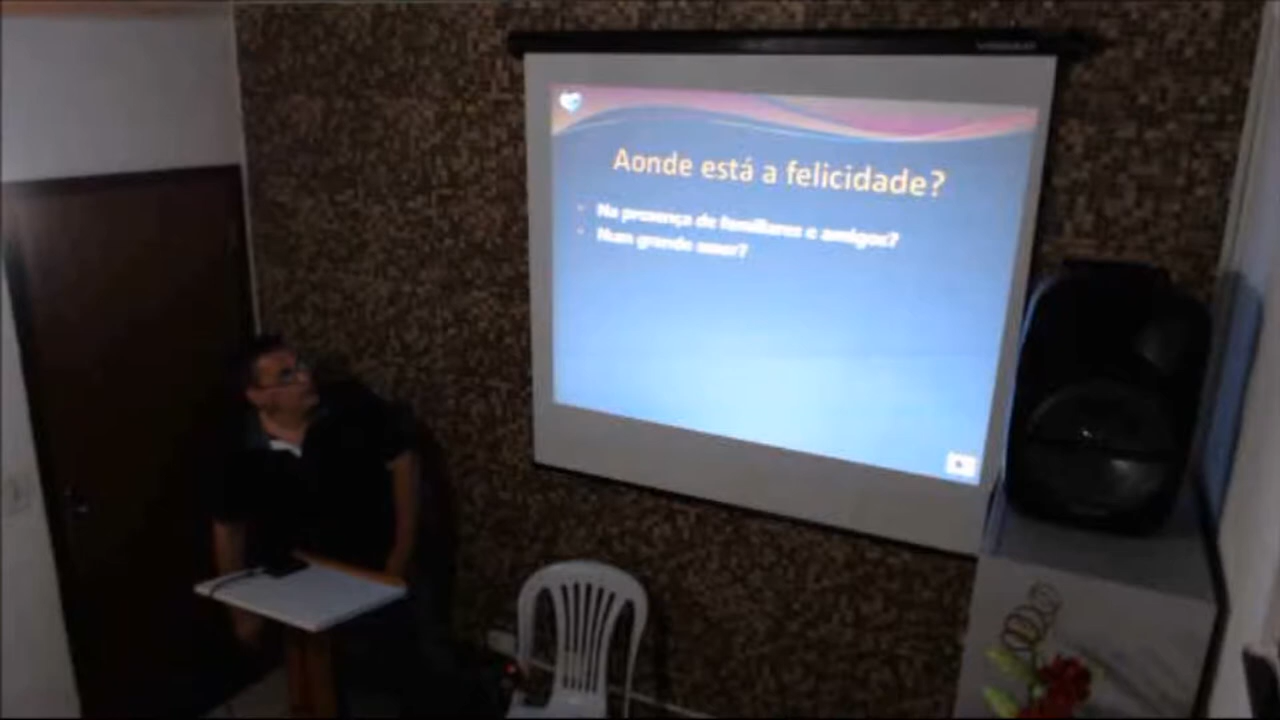 Aonde está a felicidade?
Na presença de familiares e amigos?
Num grande amor?